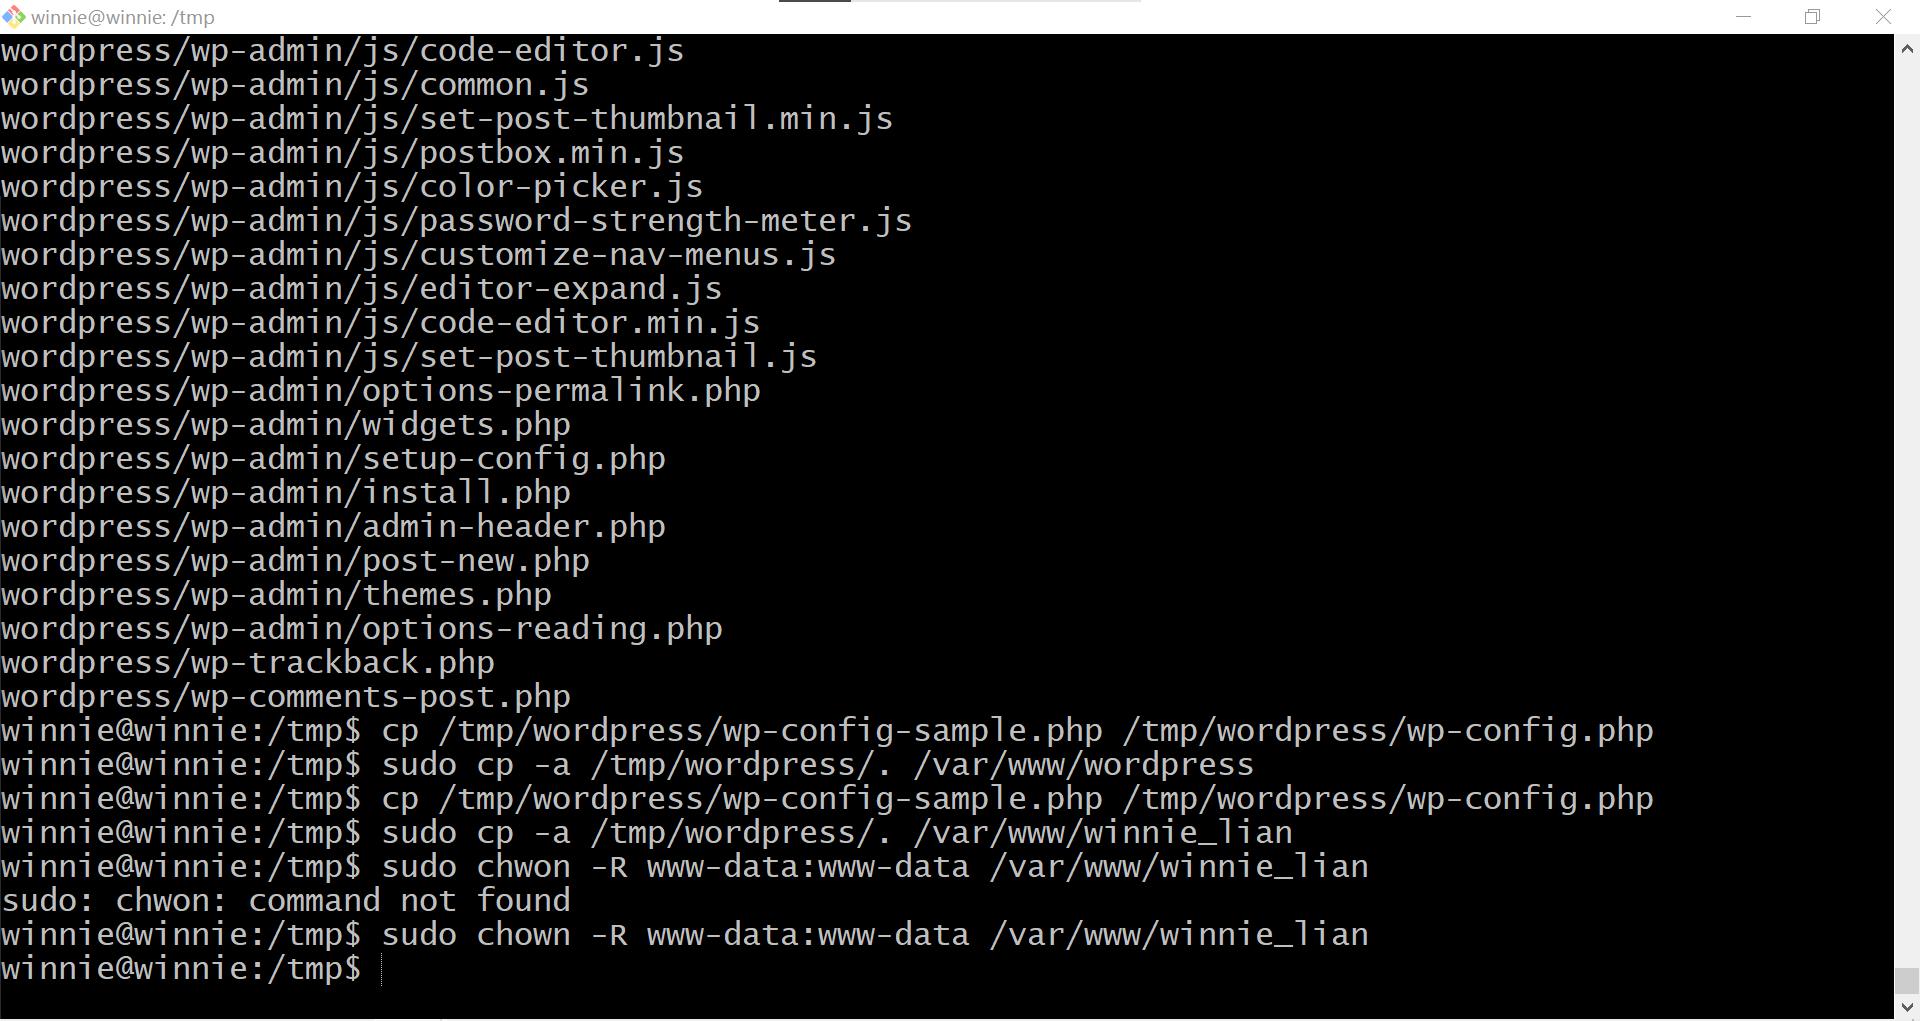 winnie@winnie: /tmp
wordpress/wp-admin/js/code-editor.js
wordpress/wp-admin/js/common.js
wordpress/wp-admin/js/set-post-thumbnail.min.js
wordpress/wp-admin/js/postbox.min.js
wordpress/wp-admin/js/color-picker.js
wordpress/wp-admin/js/password-strength-meter.js
wordpress/wp-admin/js/customize-nav-menus.js
wordpress/wp-admin/js/editor-expand.js
wordpress/wp-admin/js/code-editor.min.js
wordpress/wp-admin/js/set-post-thumbnail.js
wordpress/wp-admin/options-permalink.php
wordpress/wp-admin/widgets.php
wordpress/wp-admin/setup-config.php
wordpress/wp-admin/install.php
wordpress/wp-admin/admin-header.php
wordpress/wp-admin/post-new.php
wordpress/wp-admin/themes.php
wordpress/wp-admin/options-reading.php
wordpress/wp-trackback.php
wordpress/wp-comments-post.php
winnie@winnie:/tmp$ cp /tmp/wordpress/wp-config-sample.php /tmp/wordpress/wp-config.php
winnie@winnie:/tmp$ sudo cp -a /tmp/wordpress/. /var/www/wordpress
winnie@winnie:/tmp$ cp /tmp/wordpress/wp-config-sample.php /tmp/wordpress/wp-config.php
winnie@winnie:/tmp$ sudo cp -a /tmp/wordpress/. /var/www/winnie_lian
winnie@winnie:/tmp$ sudo chwon -R www-data:www-data /var/www/winnie_lian
sudo: chwon: command not found
winnie@winnie:/tmp$ sudo chown -R www-data:www-data /var/www/winnie_lian
winnie@winnie:/tmp$